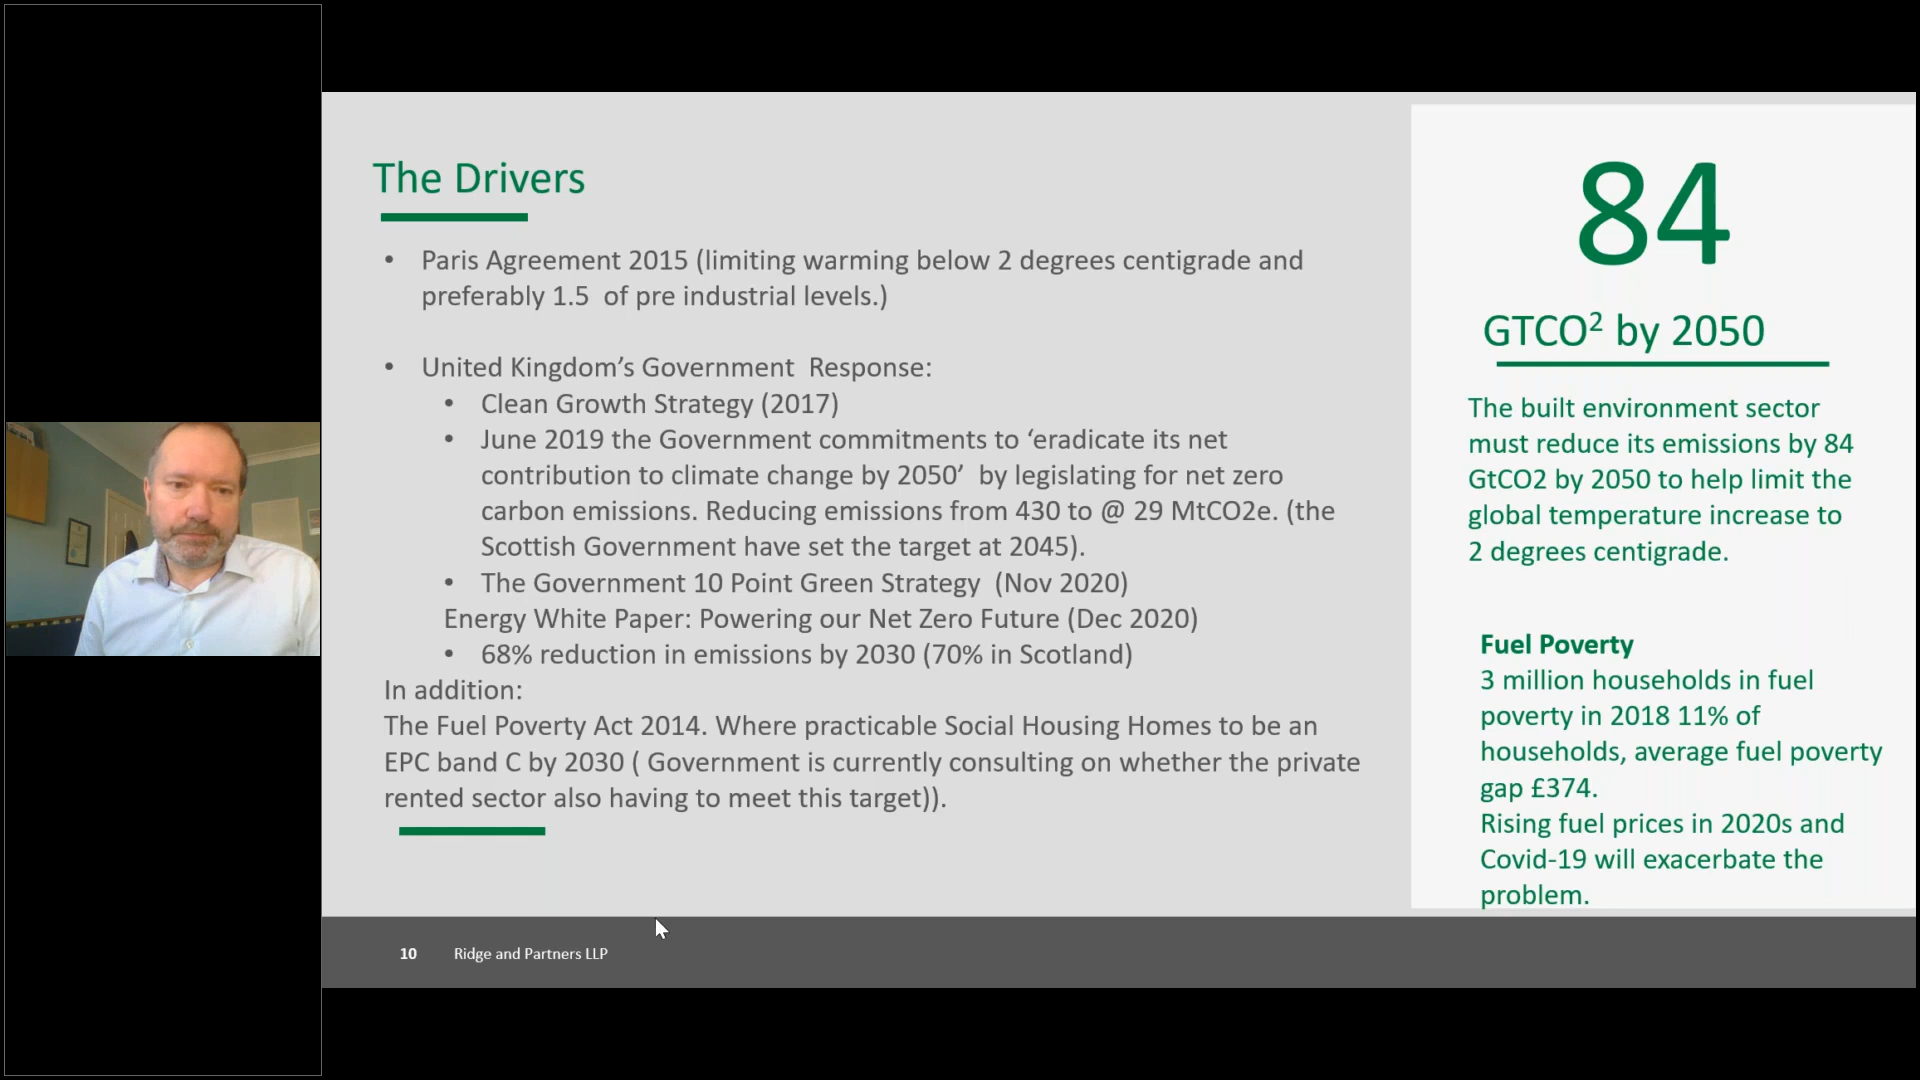 The Drivers
• Paris Agreement 2015 (limiting warming below 2 degrees centigrade and
preferably 1.5  of pre industrial levels.)
• United Kingdom’s Government  Response:
• Clean Growth Strategy (2017)
• June 2019 the Government commitments to ‘eradicate its net
contribution to climate change by 2050’  by legislating for net zero
carbon emissions. Reducing emissions from 430 to @ 29 MtCO2e. (the
Scottish Government have set the target at 2045).
• The Government 10 Point Green Strategy  (Nov 2020)
Energy White Paper: Powering our Net Zero Future (Dec 2020)
• 68% reduction in emissions by 2030 (70% in Scotland)
In addition:
The Fuel Poverty Act 2014. Where practicable Social Housing Homes to be an
EPC band C by 2030 ( Government is currently consulting on whether the private
rented sector also having to meet this target)).
84
GTCO² by 2050
The built environment sector
must reduce its emissions by 84
GtCO2 by 2050 to help limit the
global temperature increase to
2 degrees centigrade.
Fuel Poverty
3 million households in fuel
poverty in 2018 11% of
households, average fuel poverty
gap £374.
Rising fuel prices in 2020s and
Covid-19 will exacerbate the
problem.
10 Ridge and Partners LLP